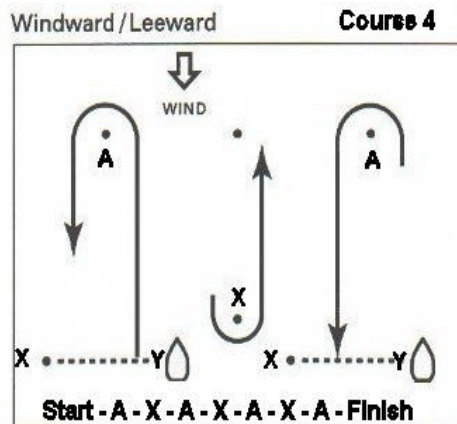 Windward / Leeward Course 4
WIND
A A
X
X Y X Y
Start - A - X - A - X - A - X - A - Finish